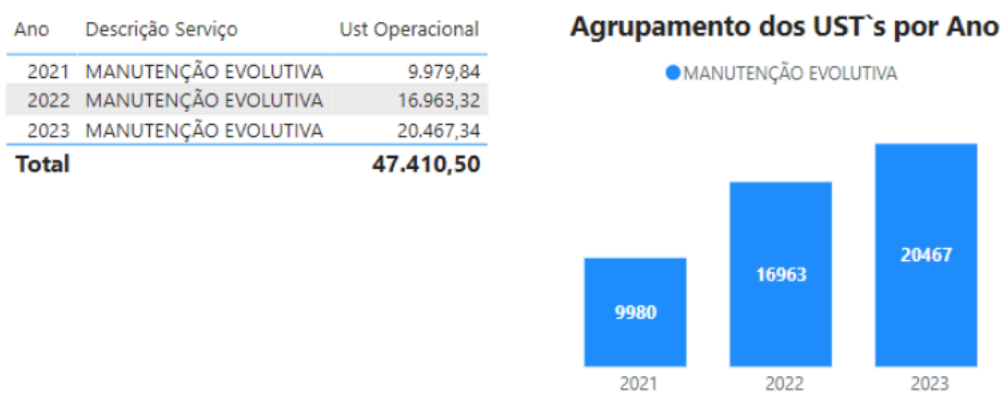 Ano Descrição Serviço Ust Operacional
2021 MANUTENÇÃO EVOLUTIVA 9.979,84
2022 MANUTENÇÃO EVOLUTIVA 16.963,32
2023 MANUTENÇÃO EVOLUTIVA 20.467,34
Total 47.410,50
Agrupamento dos UST`s por Ano
MANUTENÇÃO EVOLUTIVA
9980
16963
20467
2021 2022 2023